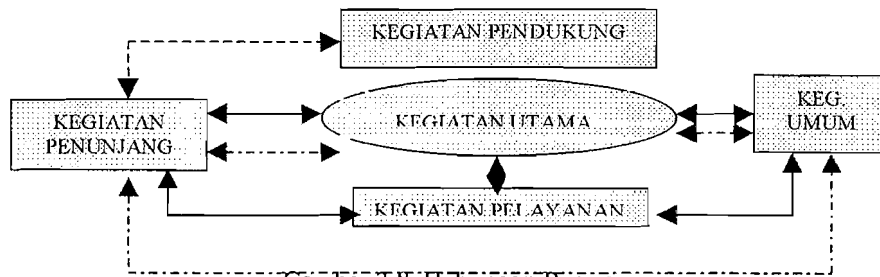 KEGIATAN PENDUKUNG
KEGIATAN
PENUNJANG
KEGIATAN UTAMA
KEG.
UMUM
KEGIATAN PELAYANAN